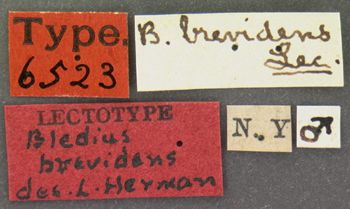 Type.
6523
B. brevidens
Lec.
LECTOTYPE
Bledius
brevidens
des. L. Herman
N.Y
♂